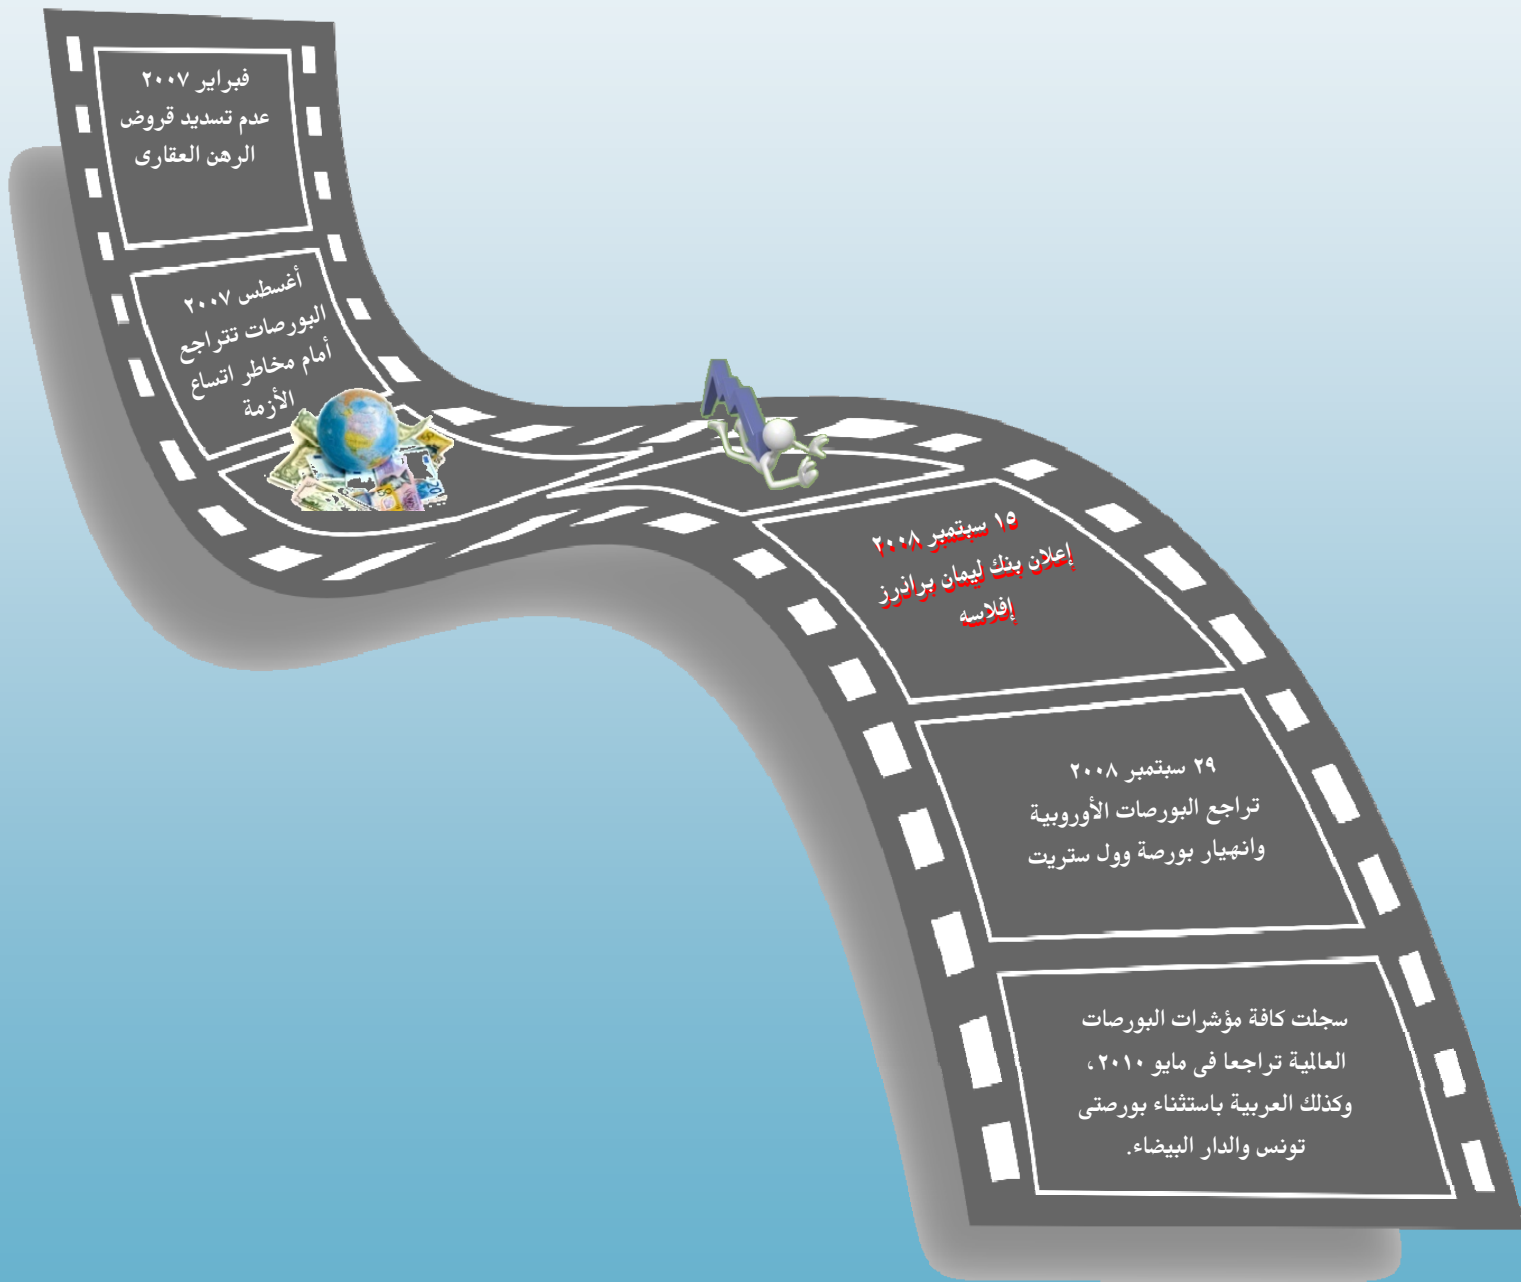 فبراير ٢٠٠٧
عدم تسديد قروض
الرهن العقارى
أغسطس ٢٠٠٧
البورصات تتراجع
أمام مخاطر اتساع
الأزمة
١٥ سبتمبر ٢٠٠٨
إعلان بنك ليمان براذرز
إفلاسه
٢٩ سبتمبر ٢٠٠٨
تراجع البورصات الأوروبية
وانهيار بورصة وول ستريت
سجلت كافة مؤشرات البورصات
العالمية تراجعا فى مايو ٢٠١٠،
وكذلك العربية باستثناء بورصتى
تونس والدار البيضاء.